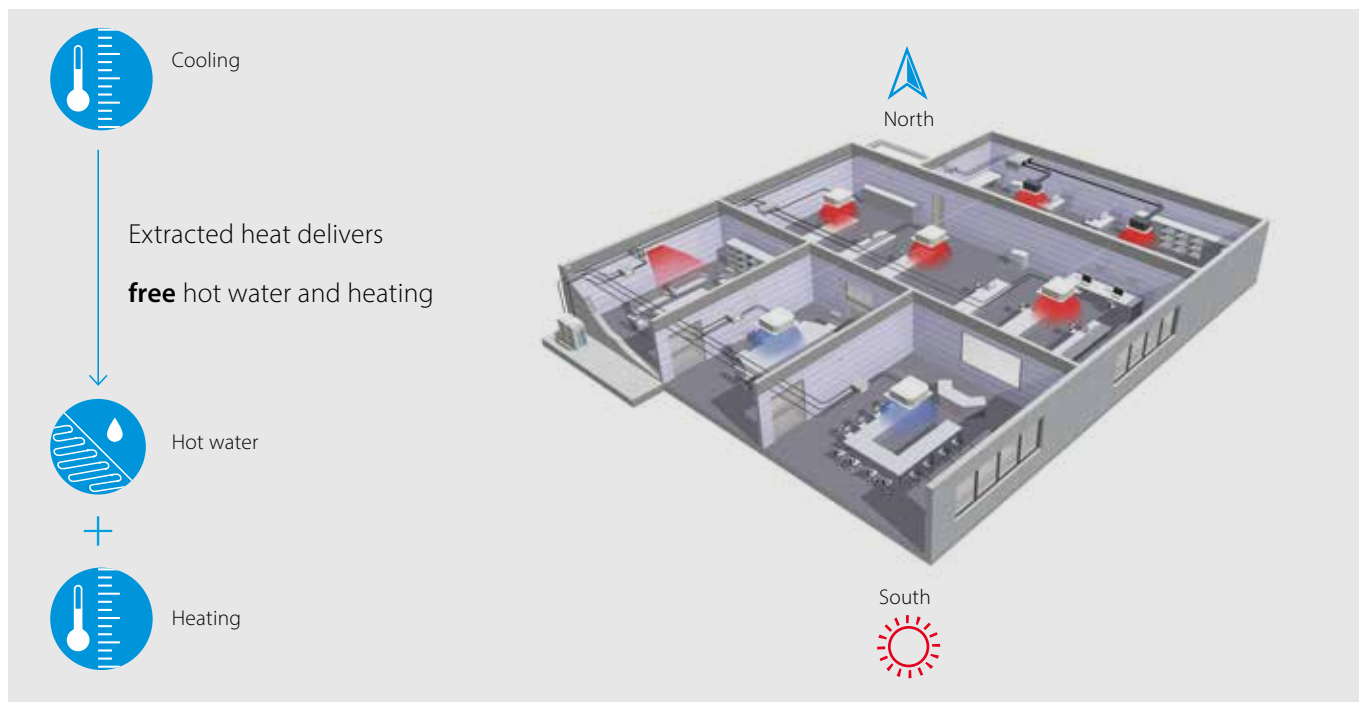 Cooling
North
Extracted heat delivers
free hot water and heating
Hot water
South
Heating